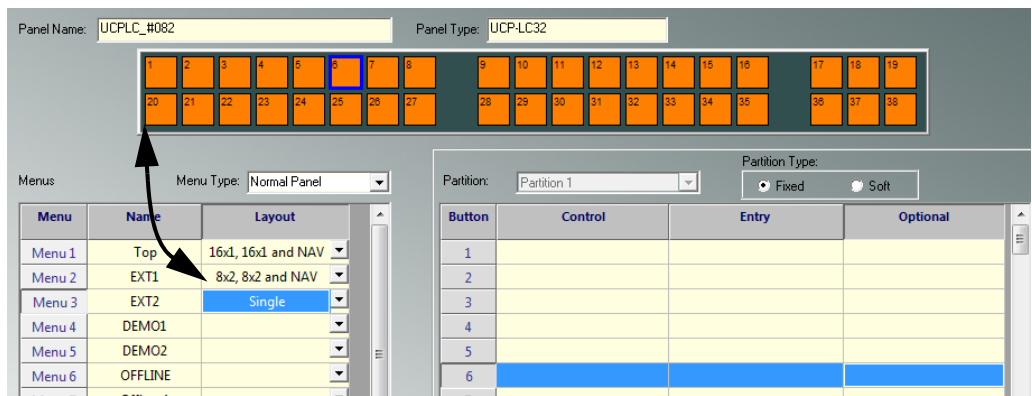 Panel Name: UCPLC_#082 Panel Type: UCP-LC32
1 2 3 4 5 6 7 8 9 10 11 12 13 14 15 16 17 18 19
20 21 22 23 24 25 26 27 28 29 30 31 32 33 34 35 36 37 38
Partition Type:
Menus Menu Type: Normal Panel Partition: Partition 1 Fixed Soft
Menu Name Layout Button Control Entry Optional
Menu 1 Top 16x1, 16x1 and NAV 1
Menu 2 EXT1 8x2, 8x2 and NAV 2
Menu 3 EXT2 Single 3
Menu 4 DEMO1 4
Menu 5 DEMO2 5
Menu 6 OFFLINE 6